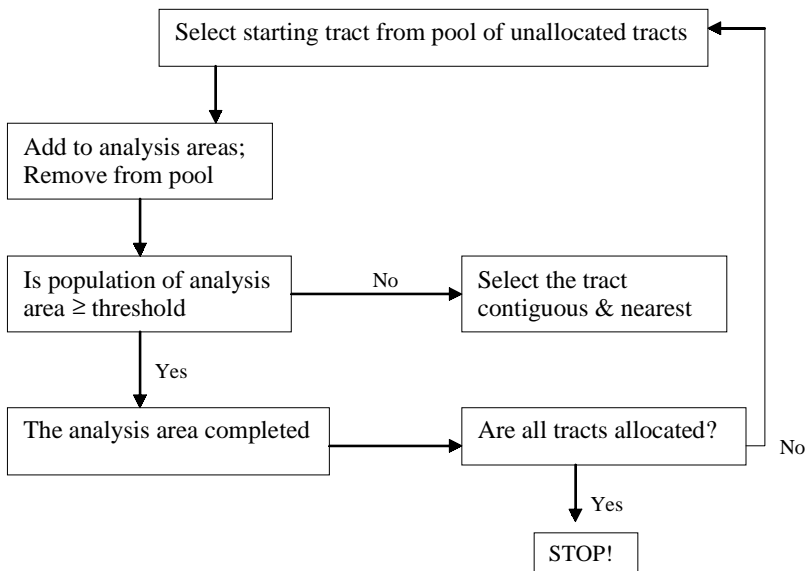 Select starting tract from pool of unallocated tracts
Add to analysis areas;
Remove from pool
Is population of analysis
area ≥ threshold
No
Select the tract
contiguous & nearest
Yes
The analysis area completed
Are all tracts allocated?
No
Yes
STOP!